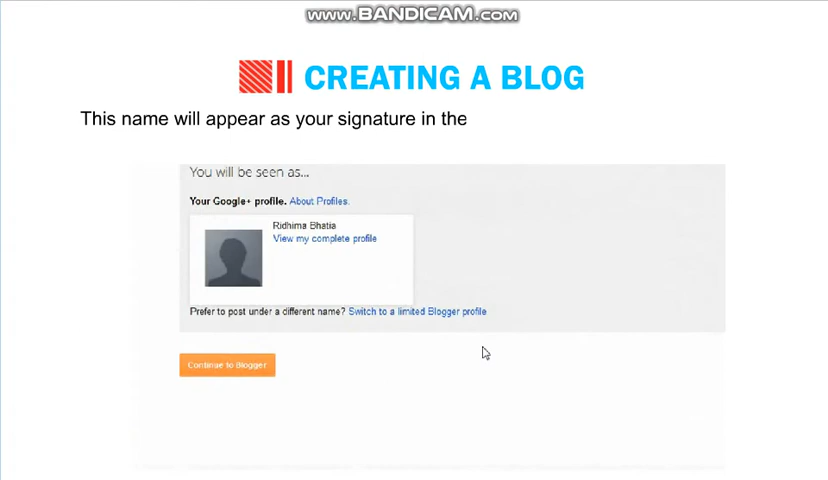 www.BANDICAM.com
CREATING A BLOG
This name will appear as your signature in the
You will be seen as...
Your Google+ profile. About Profiles.
Ridhima Bhatia
View my complete profile
Prefer to post under a different name? Switch to a limited Blogger profile
Continue to Blogger